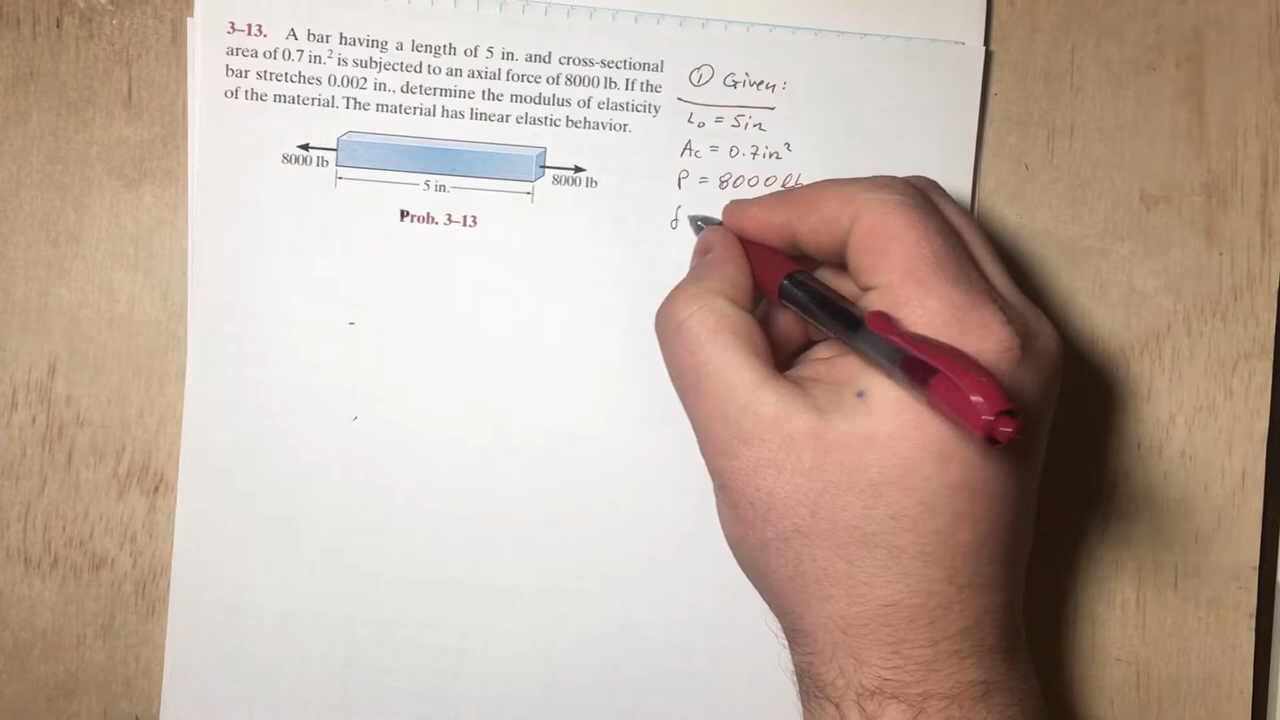 3–13. A bar having a length of 5 in. and cross-sectional
area of 0.7 in.² is subjected to an axial force of 8000 lb. If the
bar stretches 0.002 in., determine the modulus of elasticity
of the material. The material has linear elastic behavior.
8000 lb
5 in.
8000 lb
Prob. 3–13
① Given:
L₀ = 5in
Ac = 0.7in²
P = 8000lb
δ